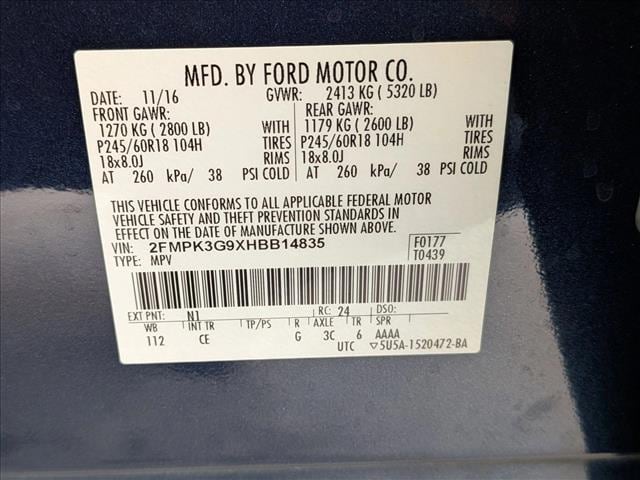 MFD. BY FORD MOTOR CO.
DATE: 11/16 GVWR: 2413 KG ( 5320 LB)
FRONT GAWR: REAR GAWR:
1270 KG ( 2800 LB) WITH 1179 KG ( 2600 LB) WITH
P245/60R18 104H TIRES P245/60R18 104H TIRES
18x8.0J RIMS 18x8.0J RIMS
AT 260 kPa/ 38 PSI COLD AT 260 kPa/ 38 PSI COLD
THIS VEHICLE CONFORMS TO ALL APPLICABLE FEDERAL MOTOR
VEHICLE SAFETY AND THEFT PREVENTION STANDARDS IN
EFFECT ON THE DATE OF MANUFACTURE SHOWN ABOVE.
VIN: 2FMPK3G9XHBB14835 F0177
TYPE: MPV T0439
EXT PNT: N1 RC: 24 DSO:
WB INT TR TP/PS R AXLE TR SPR
112 CE G 3C 6 AAAA
UTC ▽5U5A-1520472-BA